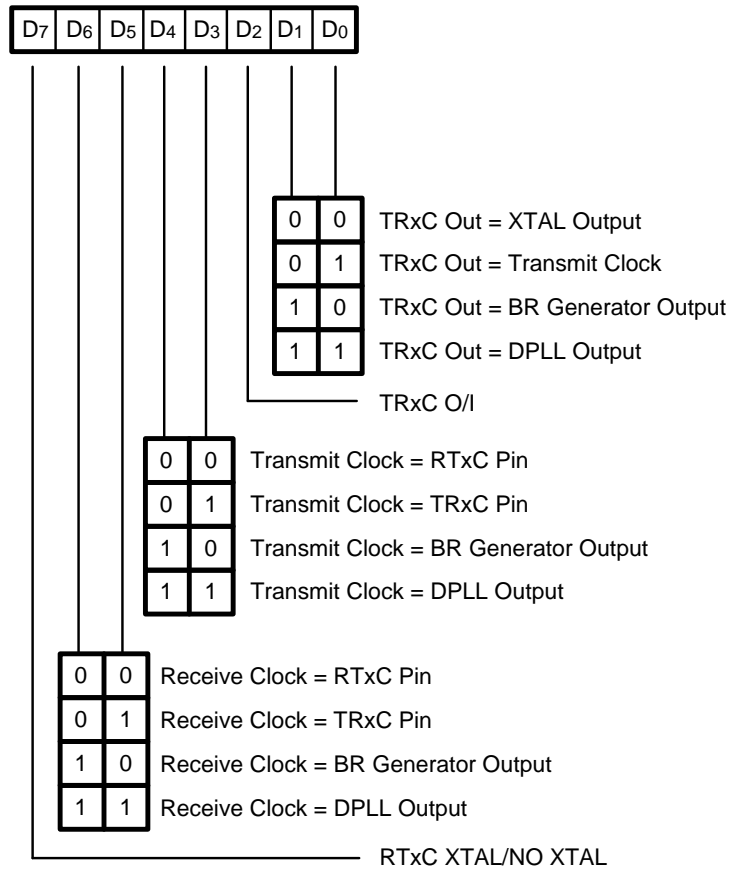 D7 D6 D5 D4 D3 D2 D1 D0
0 0 TRxC Out = XTAL Output
0 1 TRxC Out = Transmit Clock
1 0 TRxC Out = BR Generator Output
1 1 TRxC Out = DPLL Output
TRxC O/I
0 0 Transmit Clock = RTxC Pin
0 1 Transmit Clock = TRxC Pin
1 0 Transmit Clock = BR Generator Output
1 1 Transmit Clock = DPLL Output
0 0 Receive Clock = RTxC Pin
0 1 Receive Clock = TRxC Pin
1 0 Receive Clock = BR Generator Output
1 1 Receive Clock = DPLL Output
RTxC XTAL/NO XTAL